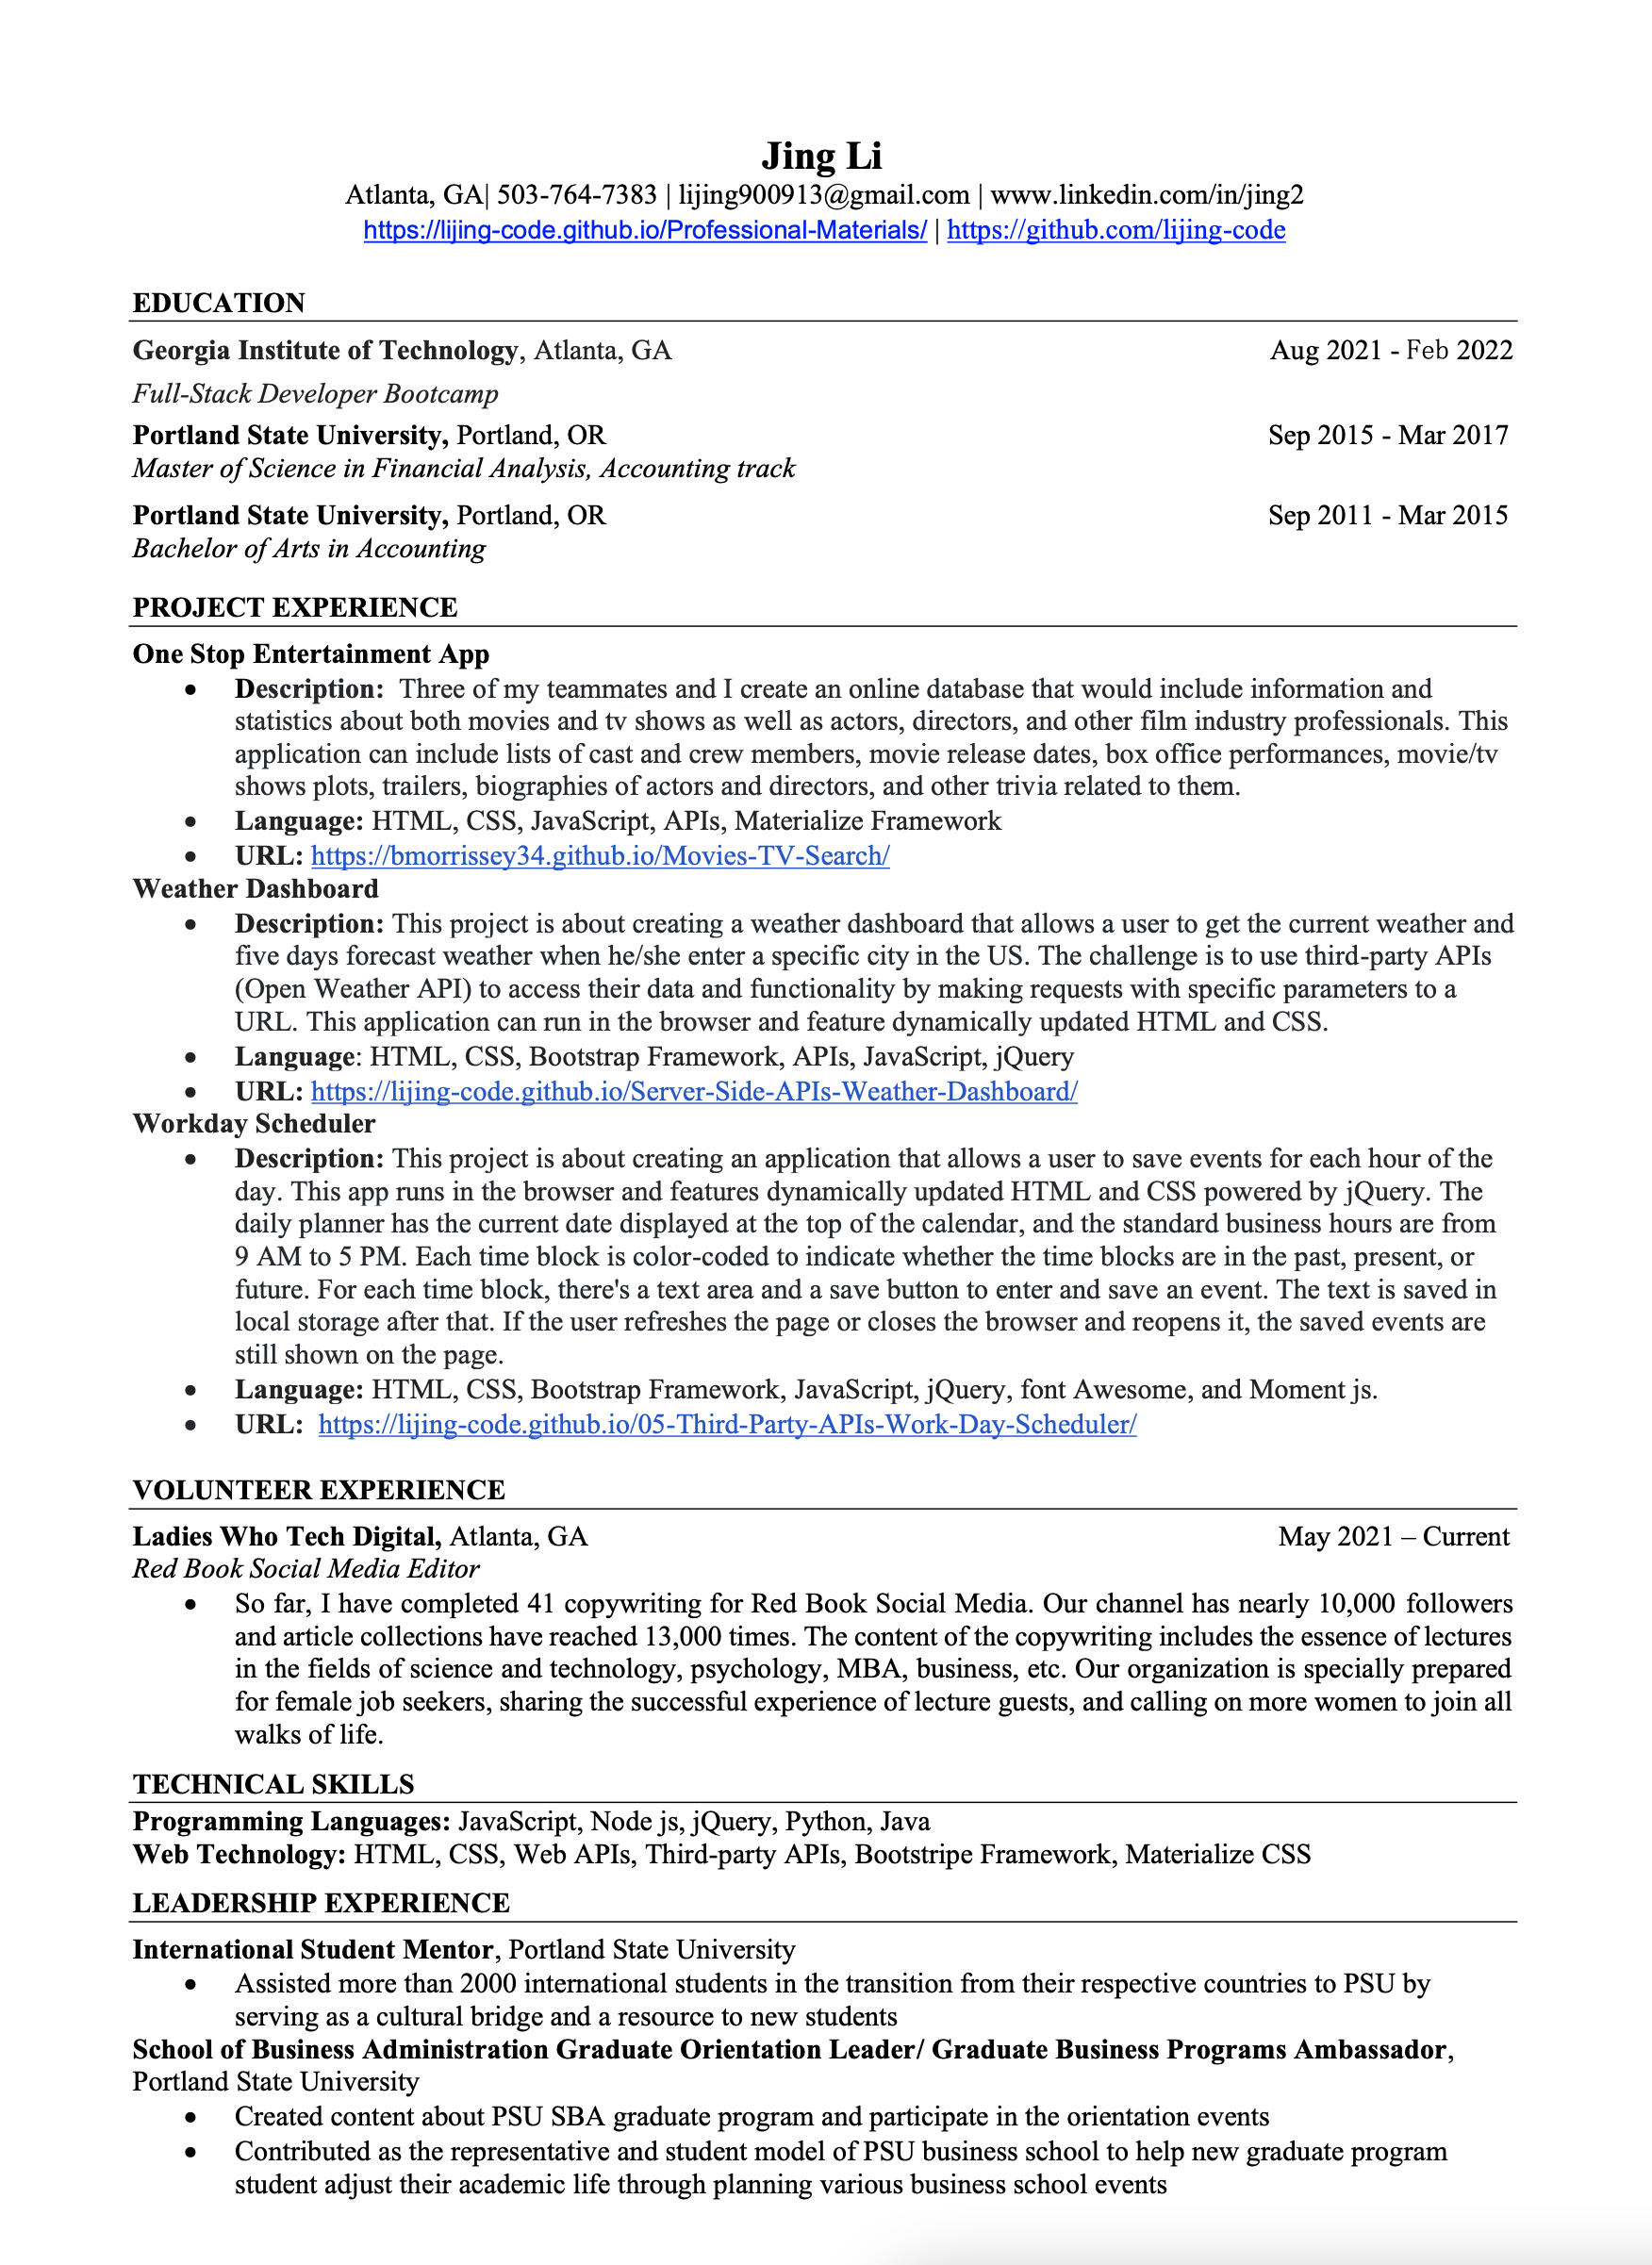 Jing Li
Atlanta, GA| 503-764-7383 | lijing900913@gmail.com | www.linkedin.com/in/jing2
https://lijing-code.github.io/Professional-Materials/ | https://github.com/lijing-code
EDUCATION
Georgia Institute of Technology, Atlanta, GA Aug 2021 - Feb 2022
Full-Stack Developer Bootcamp
Portland State University, Portland, OR Sep 2015 - Mar 2017
Master of Science in Financial Analysis, Accounting track
Portland State University, Portland, OR Sep 2011 - Mar 2015
Bachelor of Arts in Accounting
PROJECT EXPERIENCE
One Stop Entertainment App
• Description: Three of my teammates and I create an online database that would include information and
statistics about both movies and tv shows as well as actors, directors, and other film industry professionals. This
application can include lists of cast and crew members, movie release dates, box office performances, movie/tv
shows plots, trailers, biographies of actors and directors, and other trivia related to them.
• Language: HTML, CSS, JavaScript, APIs, Materialize Framework
• URL: https://bmorrissey34.github.io/Movies-TV-Search/
Weather Dashboard
• Description: This project is about creating a weather dashboard that allows a user to get the current weather and
five days forecast weather when he/she enter a specific city in the US. The challenge is to use third-party APIs
(Open Weather API) to access their data and functionality by making requests with specific parameters to a
URL. This application can run in the browser and feature dynamically updated HTML and CSS.
• Language: HTML, CSS, Bootstrap Framework, APIs, JavaScript, jQuery
• URL: https://lijing-code.github.io/Server-Side-APIs-Weather-Dashboard/
Workday Scheduler
• Description: This project is about creating an application that allows a user to save events for each hour of the
day. This app runs in the browser and features dynamically updated HTML and CSS powered by jQuery. The
daily planner has the current date displayed at the top of the calendar, and the standard business hours are from
9 AM to 5 PM. Each time block is color-coded to indicate whether the time blocks are in the past, present, or
future. For each time block, there's a text area and a save button to enter and save an event. The text is saved in
local storage after that. If the user refreshes the page or closes the browser and reopens it, the saved events are
still shown on the page.
• Language: HTML, CSS, Bootstrap Framework, JavaScript, jQuery, font Awesome, and Moment js.
• URL: https://lijing-code.github.io/05-Third-Party-APIs-Work-Day-Scheduler/
VOLUNTEER EXPERIENCE
Ladies Who Tech Digital, Atlanta, GA May 2021 – Current
Red Book Social Media Editor
• So far, I have completed 41 copywriting for Red Book Social Media. Our channel has nearly 10,000 followers
and article collections have reached 13,000 times. The content of the copywriting includes the essence of lectures
in the fields of science and technology, psychology, MBA, business, etc. Our organization is specially prepared
for female job seekers, sharing the successful experience of lecture guests, and calling on more women to join all
walks of life.
TECHNICAL SKILLS
Programming Languages: JavaScript, Node js, jQuery, Python, Java
Web Technology: HTML, CSS, Web APIs, Third-party APIs, Bootstripe Framework, Materialize CSS
LEADERSHIP EXPERIENCE
International Student Mentor, Portland State University
• Assisted more than 2000 international students in the transition from their respective countries to PSU by
serving as a cultural bridge and a resource to new students
School of Business Administration Graduate Orientation Leader/ Graduate Business Programs Ambassador,
Portland State University
• Created content about PSU SBA graduate program and participate in the orientation events
• Contributed as the representative and student model of PSU business school to help new graduate program
student adjust their academic life through planning various business school events